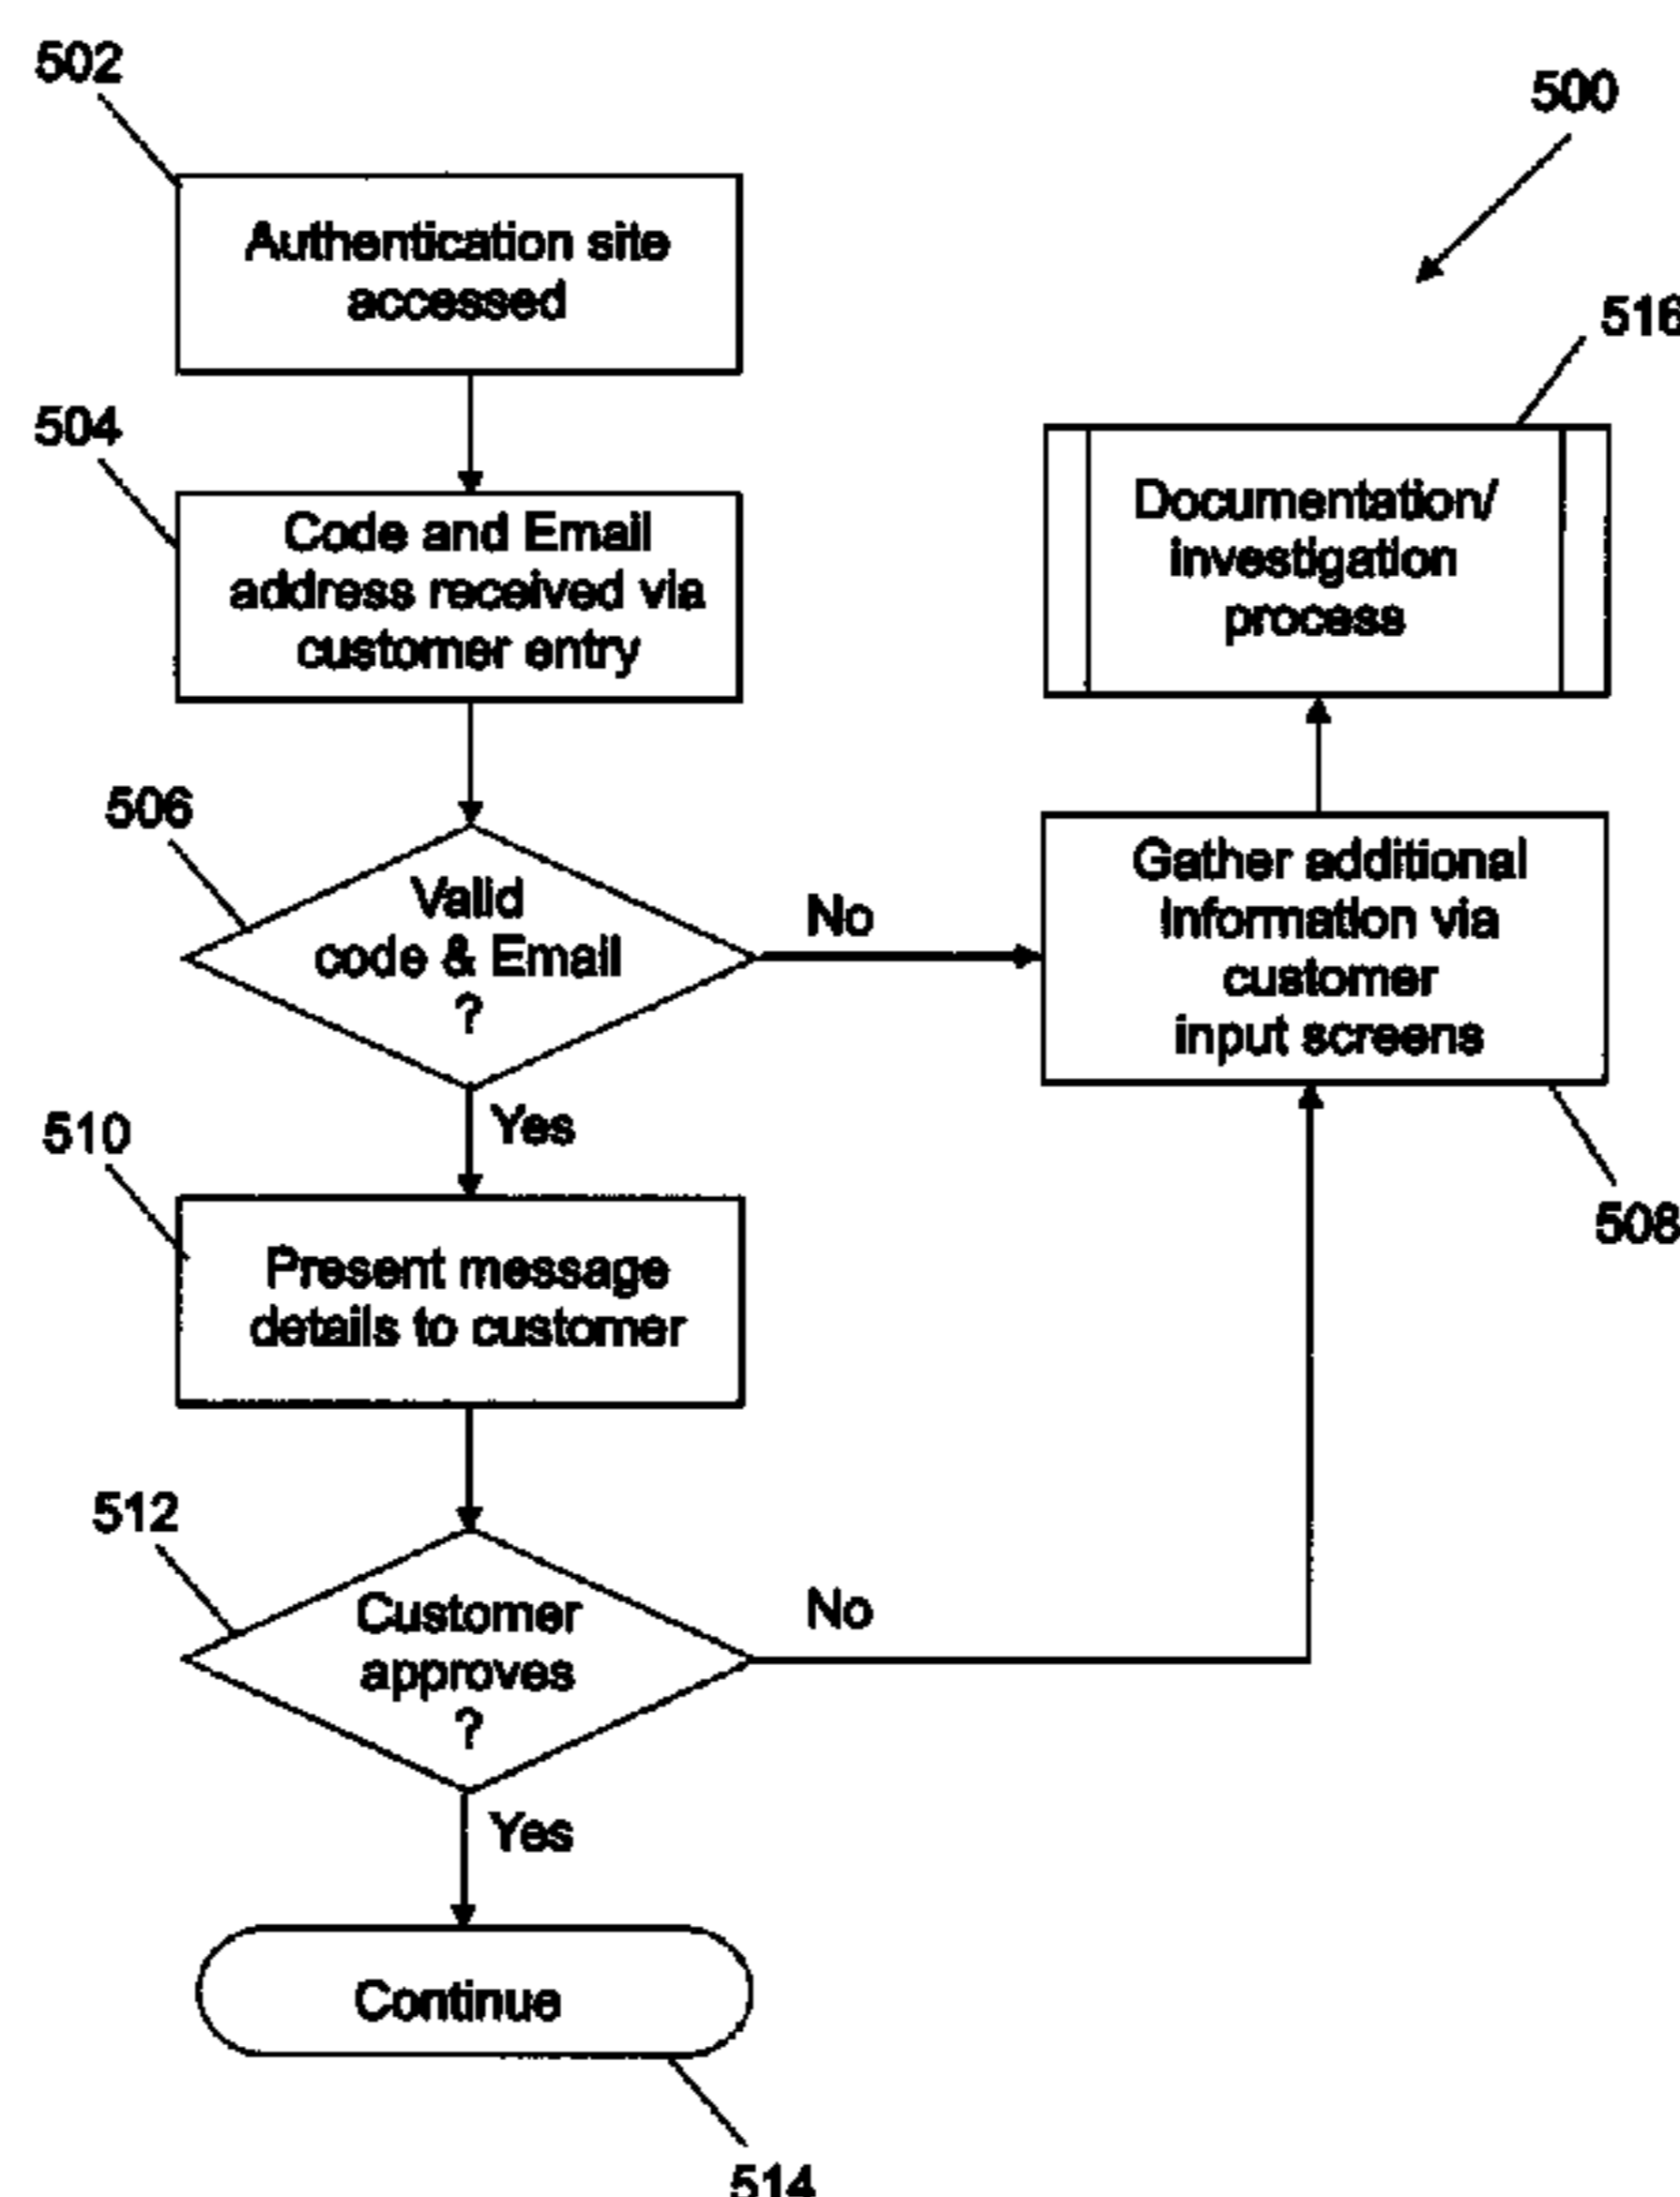 502
500
Authentication site
accessed
516
504
Code and Email
address received via
customer entry
Documentation/
investigation
process
506
Valid
code & Email
?
No
Gather additional
Information via
customer
input screens
Yes
510
508
Present message
details to customer
512
Customer
approves
?
No
Yes
Continue
514